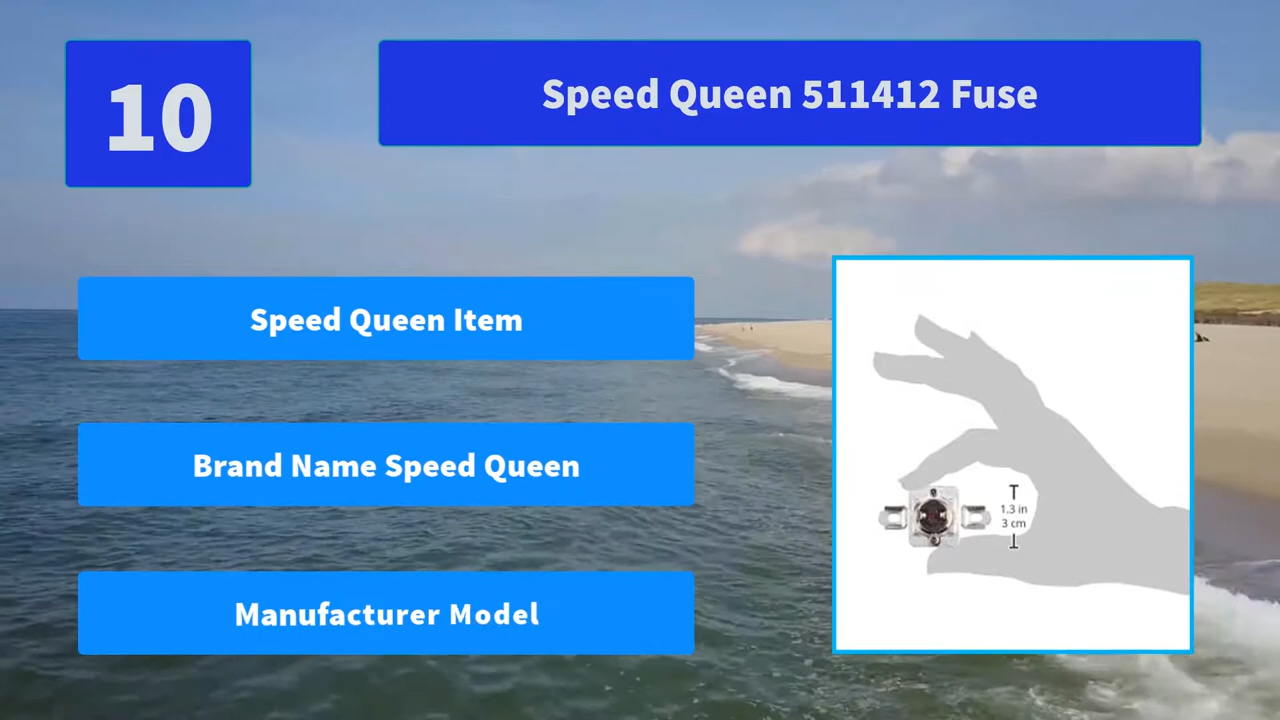 10
Speed Queen 511412 Fuse
Speed Queen Item
Brand Name Speed Queen
Manufacturer Model
1.3 in
3 cm